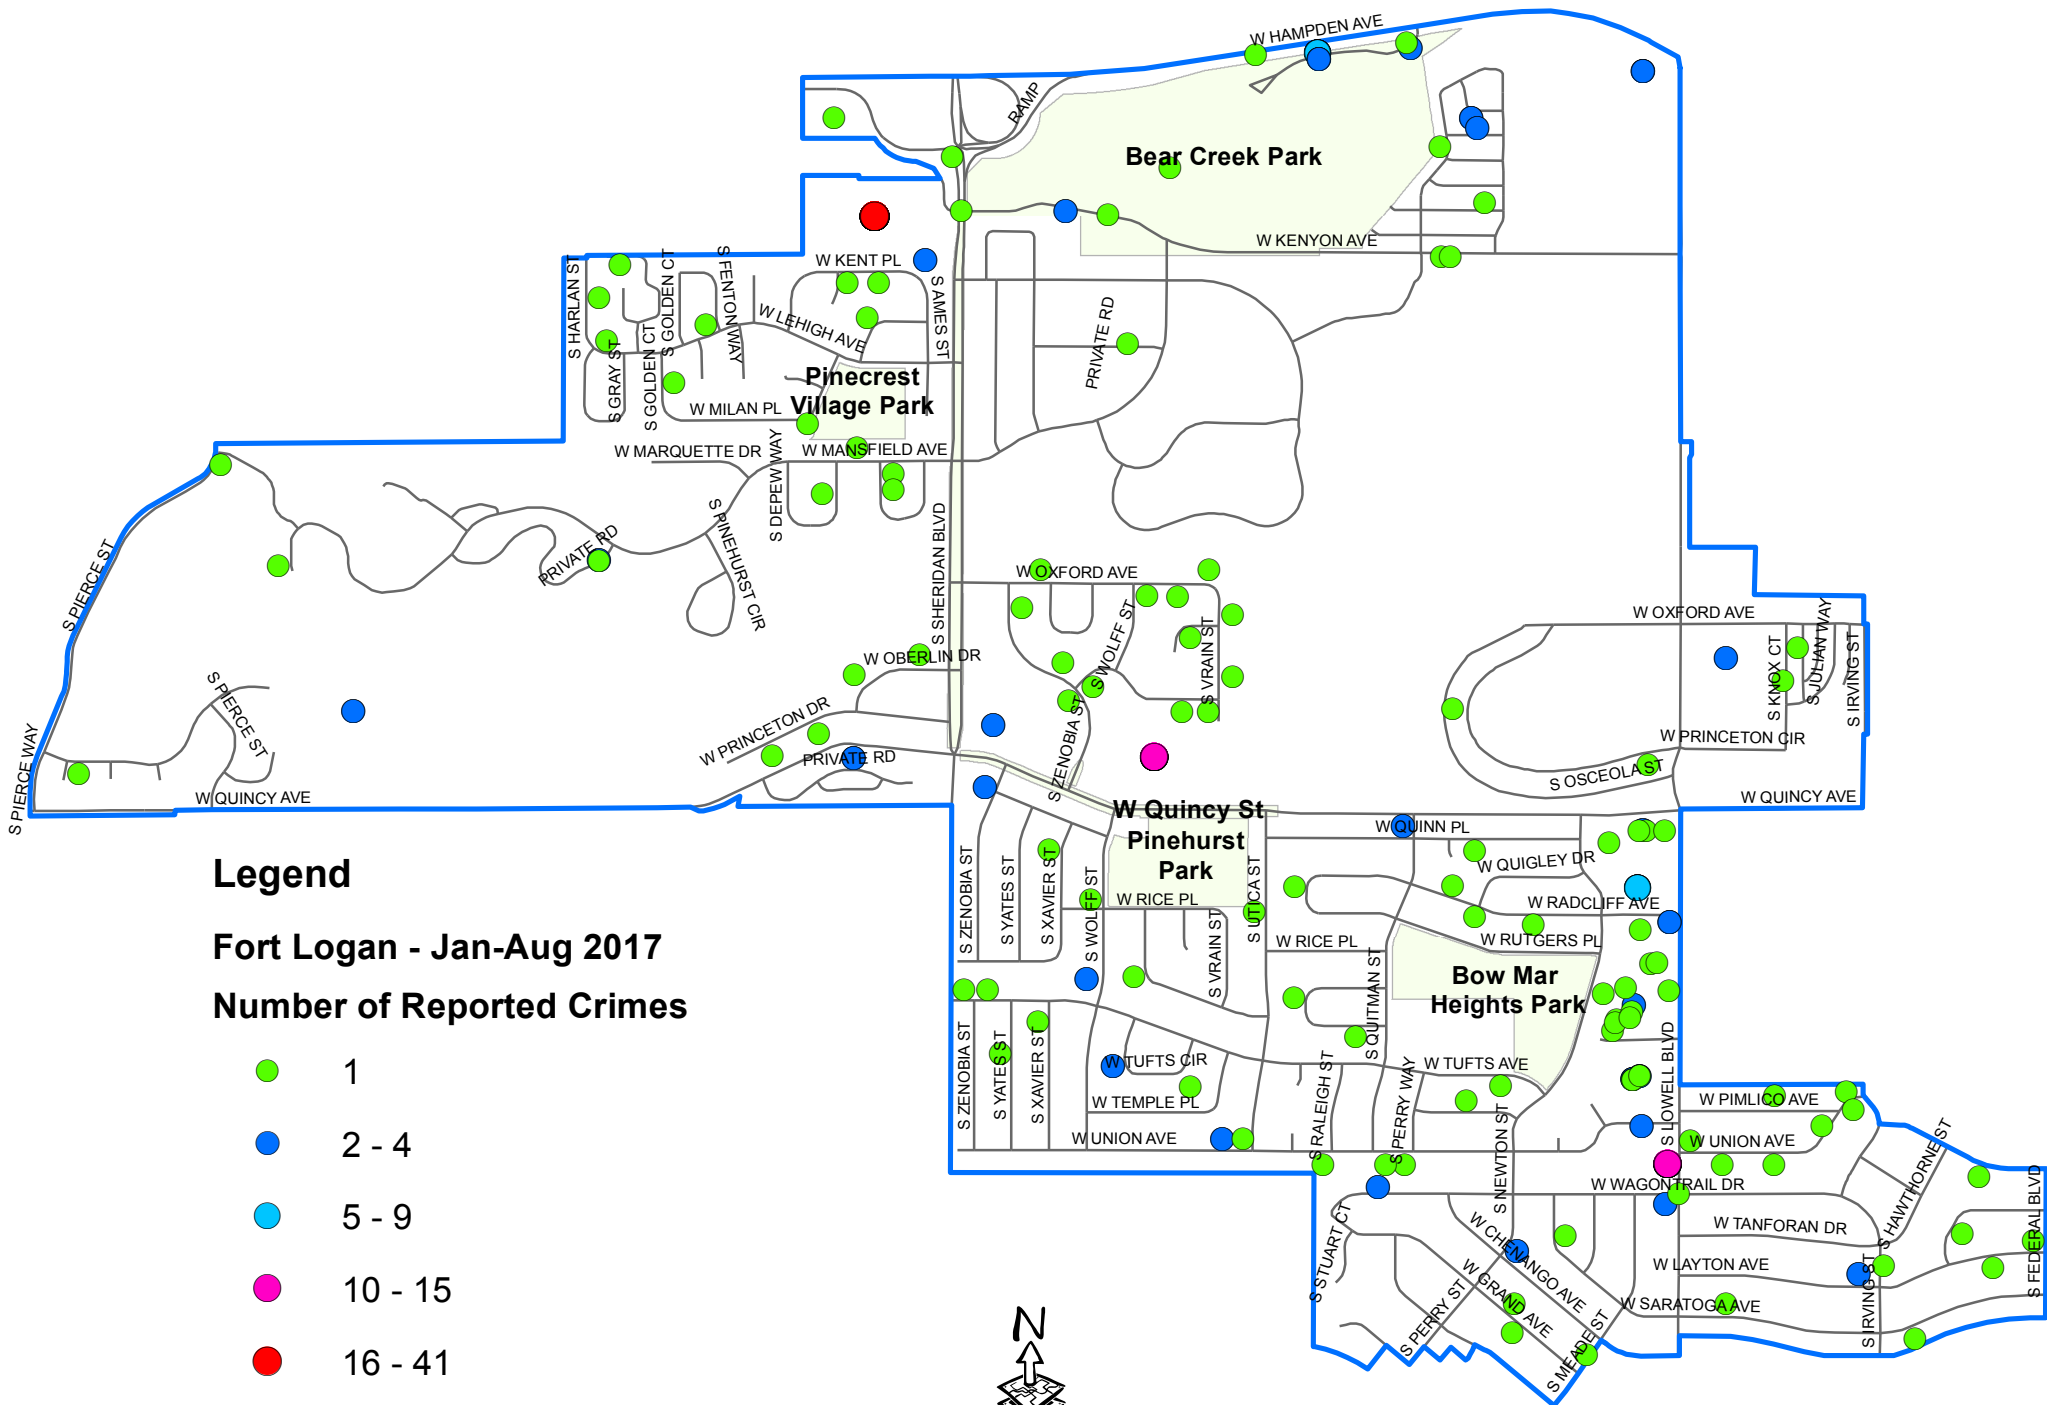 W HAMPDEN AVE
RAMP
Bear Creek Park
W KENYON AVE
W KENT PL
S HARLAN ST
S GOLDEN CT
S FENTON WAY
W LEHIGH AVE
S AMES ST
PRIVATE RD
S GRAY ST
S GOLDEN CT
Pinecrest
Village Park
W MILAN PL
W MARQUETTE DR
W MANSFIELD AVE
S DEPEW WAY
S PINEHURST CIR
PRIVATE RD
S PIERCE ST
S SHERIDAN BLVD
W OXFORD AVE
S WOLFF ST
S VRAIN ST
W OXFORD AVE
S KNOX CT
S JULIAN WAY
S IRVING ST
W OBERLIN DR
S PIERCE ST
W PRINCETON DR
PRIVATE RD
S ZENOBIA ST
W PRINCETON CIR
S OSCEOLA ST
S PIERCE WAY
W QUINCY AVE
W QUINCY AVE
W Quincy St
Pinehurst
Park
W QUINN PL
W QUIGLEY DR
Legend
S ZENOBIA ST
S YATES ST
S XAVIER ST
S WOLFF ST
W RICE PL
S VRAIN ST
S UTICA ST
W RADCLIFF AVE
W RICE PL
W RUTGERS PL
Fort Logan - Jan-Aug 2017
Number of Reported Crimes
S QUITMAN ST
Bow Mar
Heights Park
S ZENOBIA ST
S YATES ST
S XAVIER ST
W TUFTS CIR
W TUFTS AVE
S LOWELL BLVD
W TEMPLE PL
W UNION AVE
S RALEIGH ST
S PERRY WAY
S NEWTON ST
W PIMLICO AVE
W UNION AVE
W WAGONTRAIL DR
S HAWTHORNE ST
S FEDERAL BLVD
W TANFORAN DR
S STUART CT
W CHENANGO AVE
W GRAND AVE
S PERRY ST
S MEADE ST
W LAYTON AVE
W SARATOGA AVE
S IRVING ST
1
2 - 4
5 - 9
10 - 15
16 - 41
N